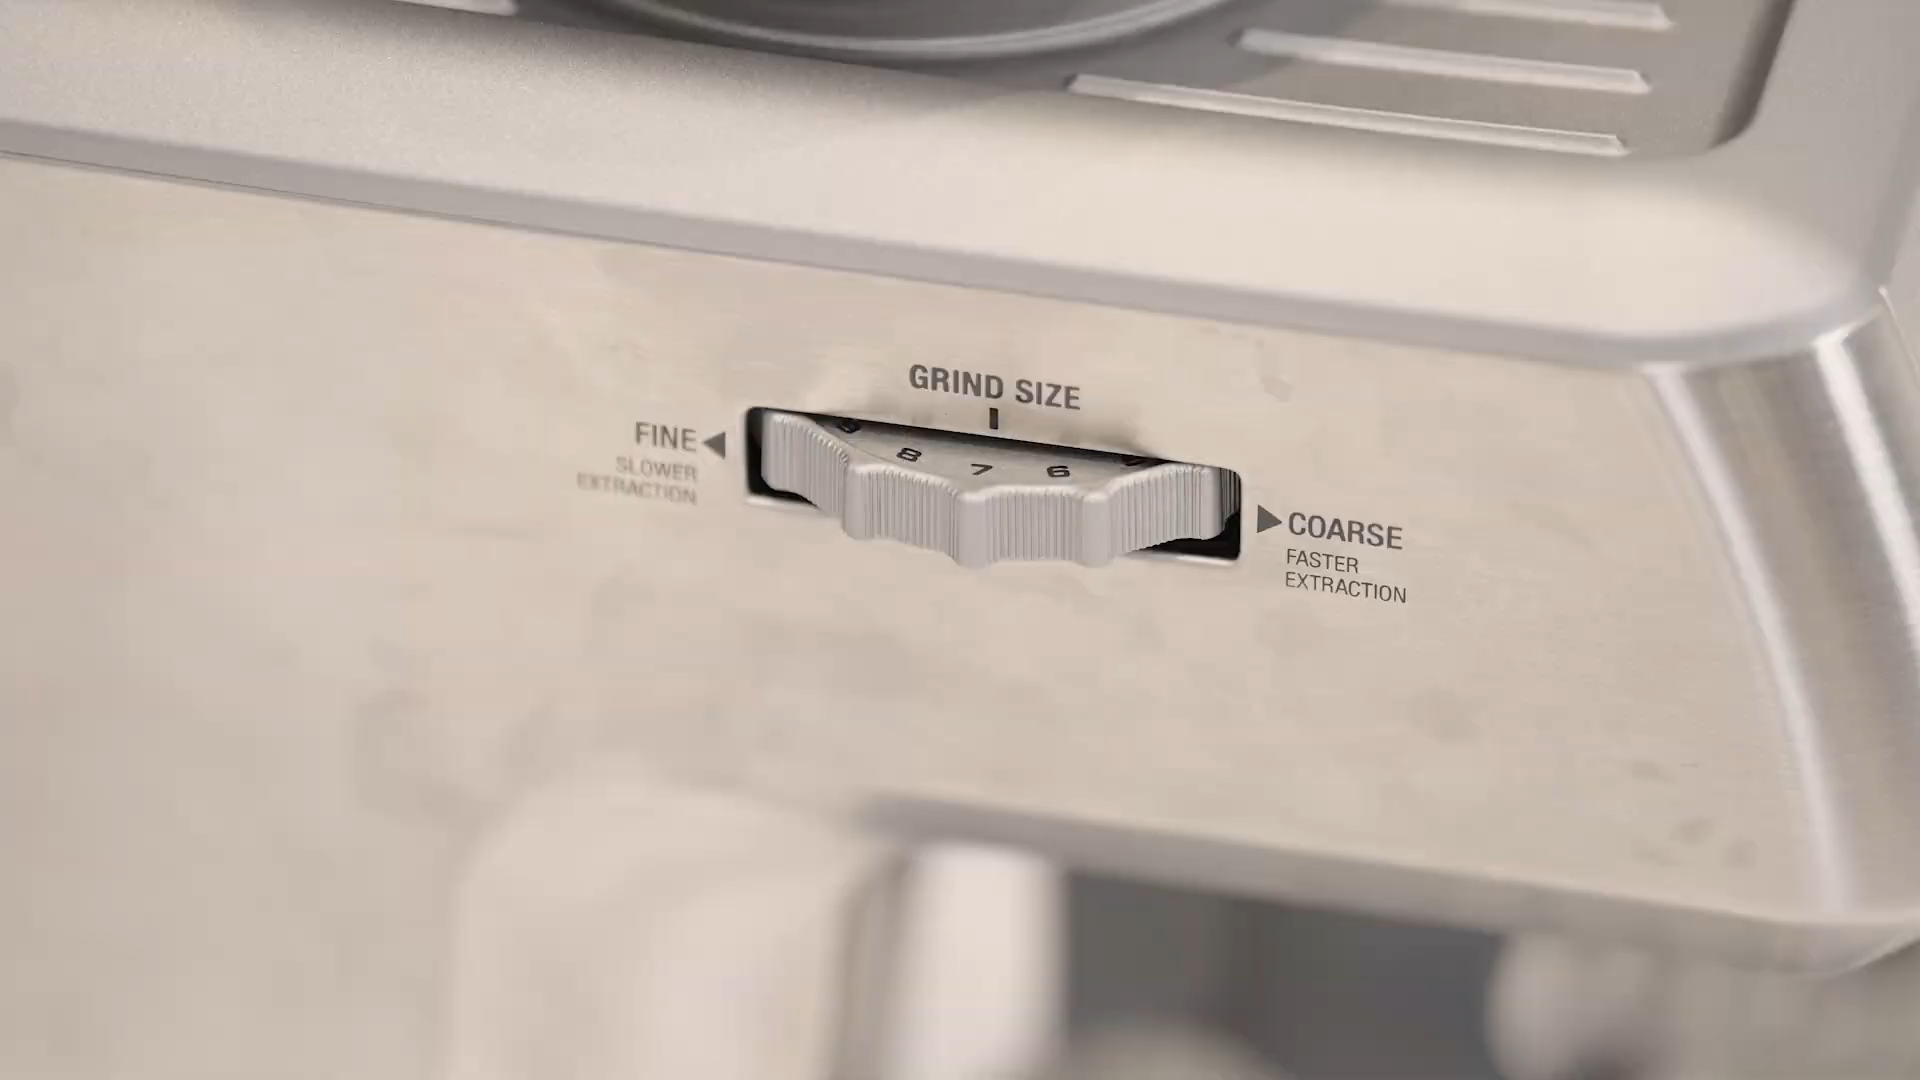 GRIND SIZE
FINE
SLOWER
EXTRACTION
8 7 6
COARSE
FASTER
EXTRACTION